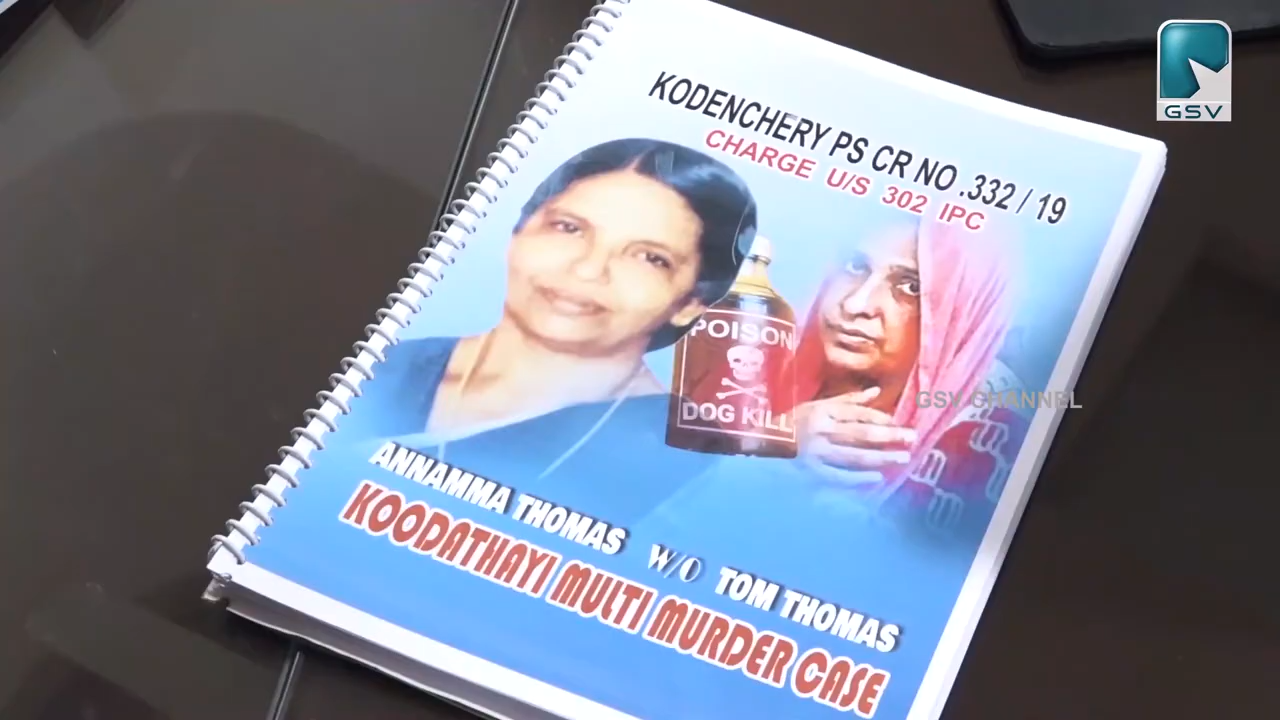 GSV
KODENCHERY PS CR NO .332 / 19
CHARGE U/S 302 IPC
POISON
DOG KILL
GSV CHANNEL
ANNAMMA THOMAS W/O TOM THOMAS
KOODATHAYI MULTI MURDER CASE